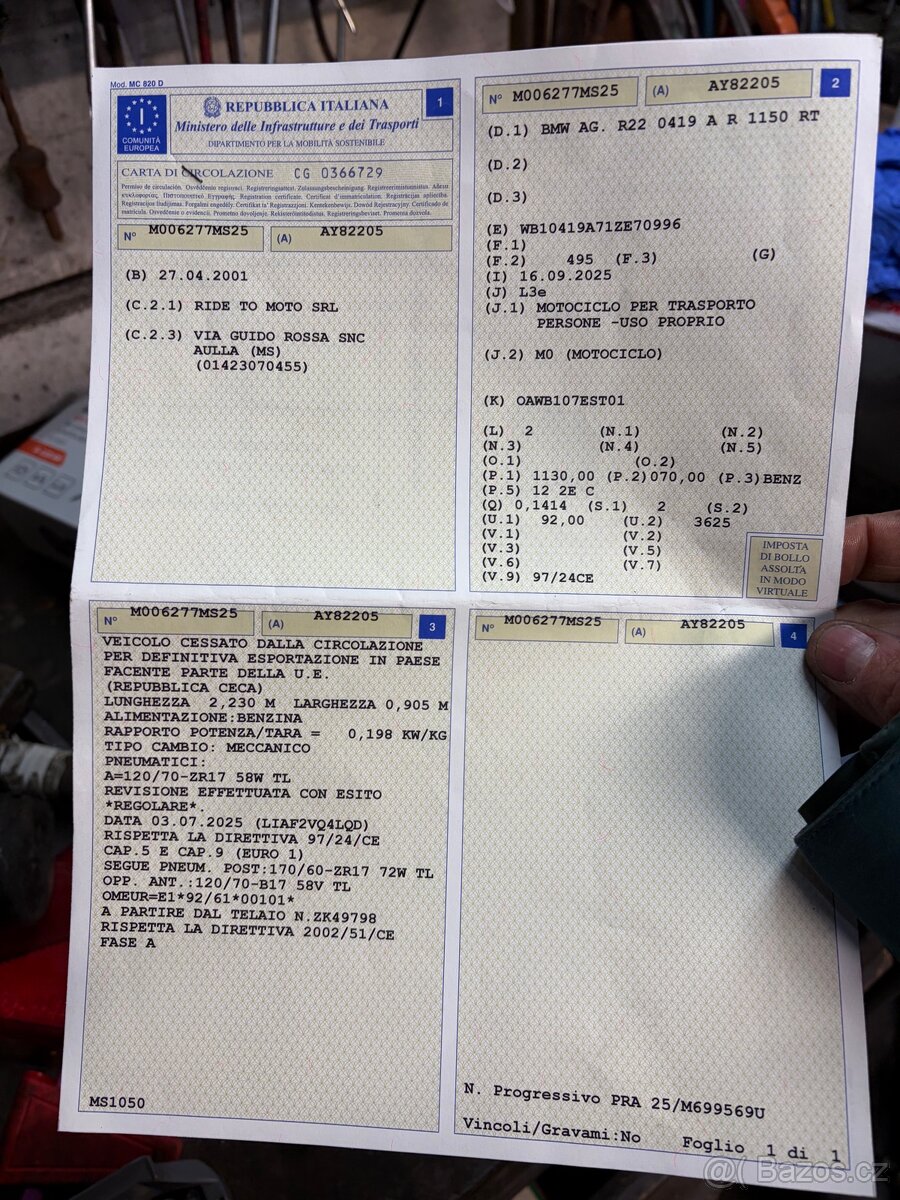 Mod. MC 820 D
I
COMUNITÀ
EUROPEA
REPUBBLICA ITALIANA
Ministero delle Infrastrutture e dei Trasporti
DIPARTIMENTO PER LA MOBILITÀ SOSTENIBILE
1
CARTA DI CIRCOLAZIONE CG 0366729
N° M006277MS25 (A) AY82205
(B) 27.04.2001
(C.2.1) RIDE TO MOTO SRL
(C.2.3) VIA GUIDO ROSSA SNC
AULLA (MS)
(01423070455)
N° M006277MS25 (A) AY82205 2
(D.1) BMW AG. R22 0419 A R 1150 RT
(D.2)
(D.3)
(E) WB10419A71ZE70996
(F.1)
(F.2) 495 (F.3) (G)
(I) 16.09.2025
(J) L3e
(J.1) MOTOCICLO PER TRASPORTO
PERSONE -USO PROPRIO
(J.2) M0 (MOTOCICLO)
(K) OAWB107EST01
(L) 2 (N.1) (N.2)
(N.3) (N.4) (N.5)
(O.1) (O.2)
(P.1) 1130,00 (P.2)070,00 (P.3)BENZ
(P.5) 12 2E C
(Q) 0,1414 (S.1) 2 (S.2)
(U.1) 92,00 (U.2) 3625
(V.1) (V.2)
(V.3) (V.5)
(V.6) (V.7)
(V.9) 97/24CE
IMPOSTA
DI BOLLO
ASSOLTA
IN MODO
VIRTUALE
N° M006277MS25 (A) AY82205 3
VEICOLO CESSATO DALLA CIRCOLAZIONE
PER DEFINITIVA ESPORTAZIONE IN PAESE
FACENTE PARTE DELLA U.E.
(REPUBBLICA CECA)
LUNGHEZZA 2,230 M LARGHEZZA 0,905 M
ALIMENTAZIONE:BENZINA
RAPPORTO POTENZA/TARA = 0,198 KW/KG
TIPO CAMBIO: MECCANICO
PNEUMATICI:
A=120/70-ZR17 58W TL
REVISIONE EFFETTUATA CON ESITO
*REGOLARE*.
DATA 03.07.2025 (LIAF2VQ4LQD)
RISPETTA LA DIRETTIVA 97/24/CE
CAP.5 E CAP.9 (EURO 1)
SEGUE PNEUM. POST:170/60-ZR17 72W TL
OPP. ANT.:120/70-B17 58V TL
OMEUR=E1*92/61*00101*
A PARTIRE DAL TELAIO N.ZK49798
RISPETTA LA DIRETTIVA 2002/51/CE
FASE A
MS1050
N° M006277MS25 (A) AY82205 4
N. Progressivo PRA 25/M699569U
Vincoli/Gravami:No Foglio 1 di 1
@( Bazos.cz